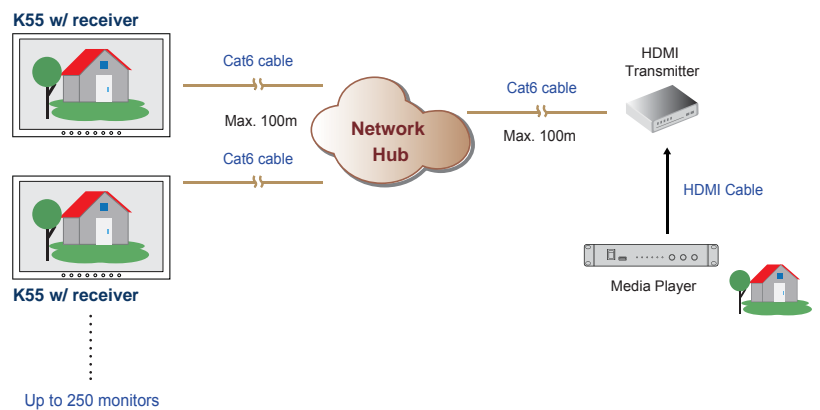 K55 w/ receiver
Cat6 cable
Max. 100m
Cat6 cable
K55 w/ receiver
Up to 250 monitors
Network
Hub
Cat6 cable
Max. 100m
HDMI
Transmitter
HDMI Cable
Media Player